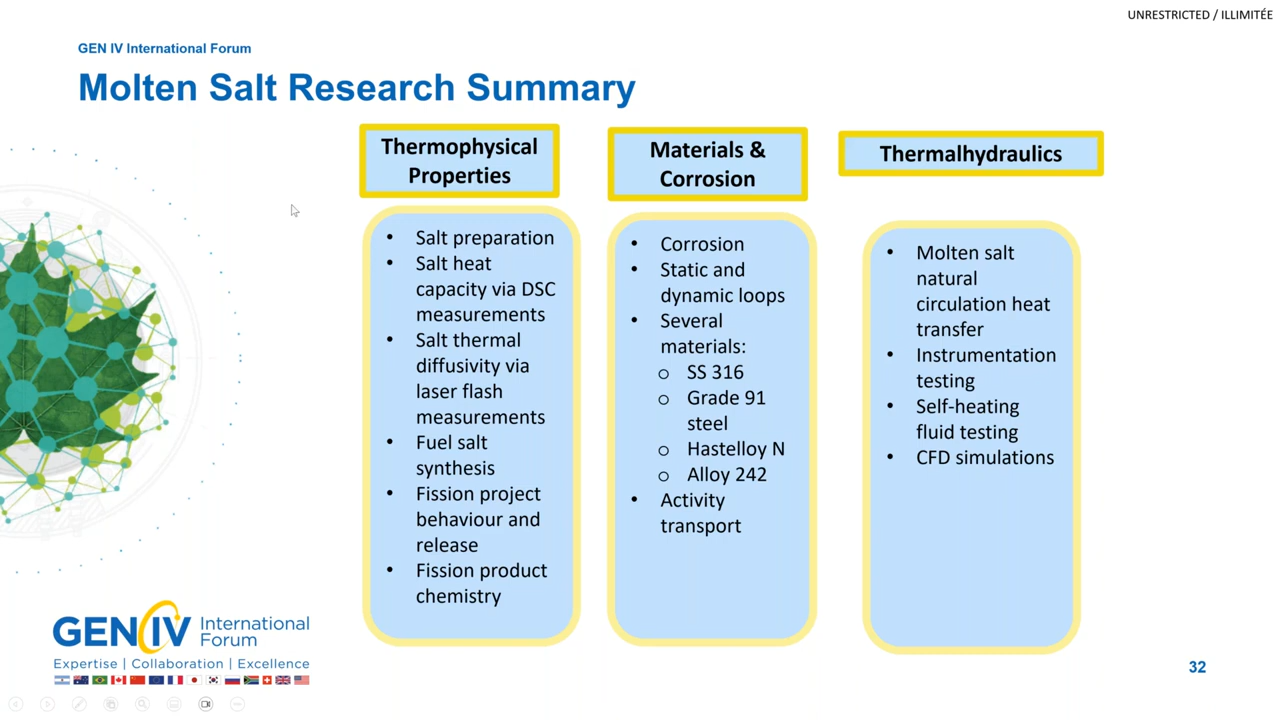 UNRESTRICTED / ILLIMITÉE
GEN IV International Forum
Molten Salt Research Summary
Thermophysical
Properties
• Salt preparation
• Salt heat
capacity via DSC
measurements
• Salt thermal
diffusivity via
laser flash
measurements
• Fuel salt
synthesis
• Fission project
behaviour and
release
• Fission product
chemistry
Materials &
Corrosion
• Corrosion
• Static and
dynamic loops
• Several
materials:
o SS 316
o Grade 91
steel
o Hastelloy N
o Alloy 242
• Activity
transport
Thermalhydraulics
• Molten salt
natural
circulation heat
transfer
• Instrumentation
testing
• Self-heating
fluid testing
• CFD simulations
GEN IV International
Forum
Expertise | Collaboration | Excellence
32